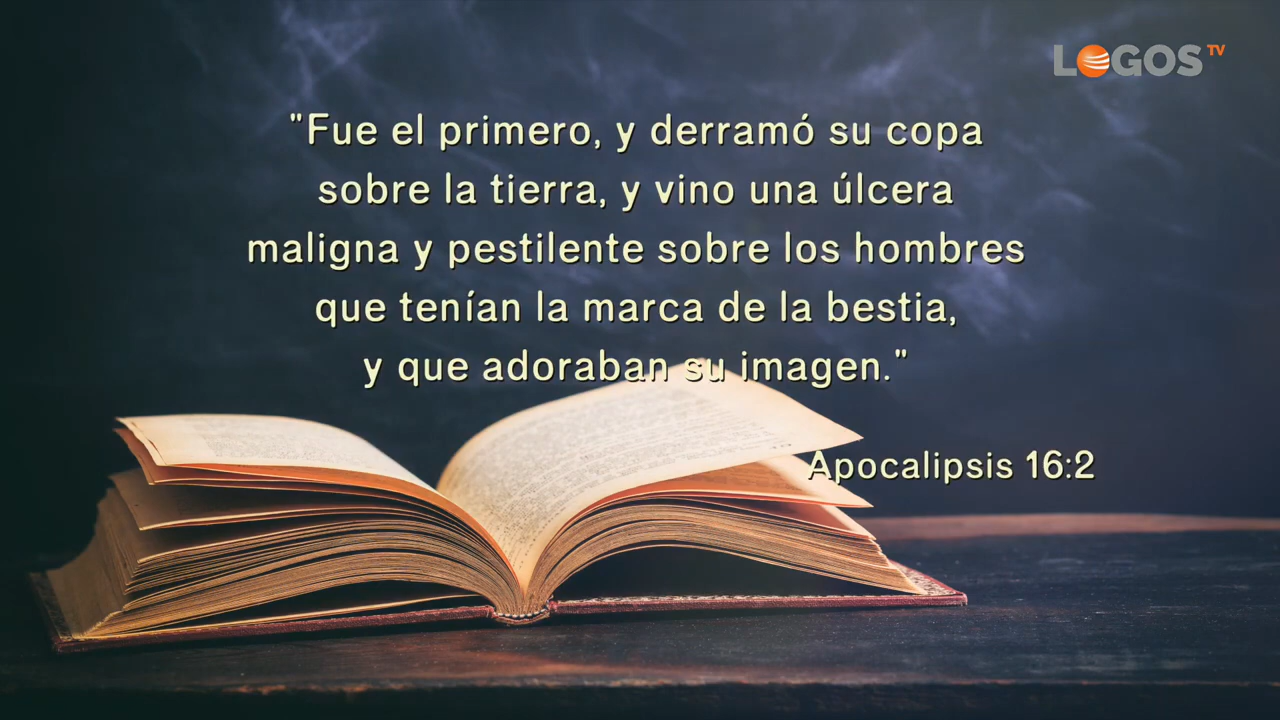 LOGOS TV
"Fue el primero, y derramó su copa
sobre la tierra, y vino una úlcera
maligna y pestilente sobre los hombres
que tenían la marca de la bestia,
y que adoraban su imagen."
Apocalipsis 16:2